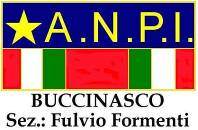 A.N.P.I.
BUCCINASCO
Sez.: Fulvio Formenti